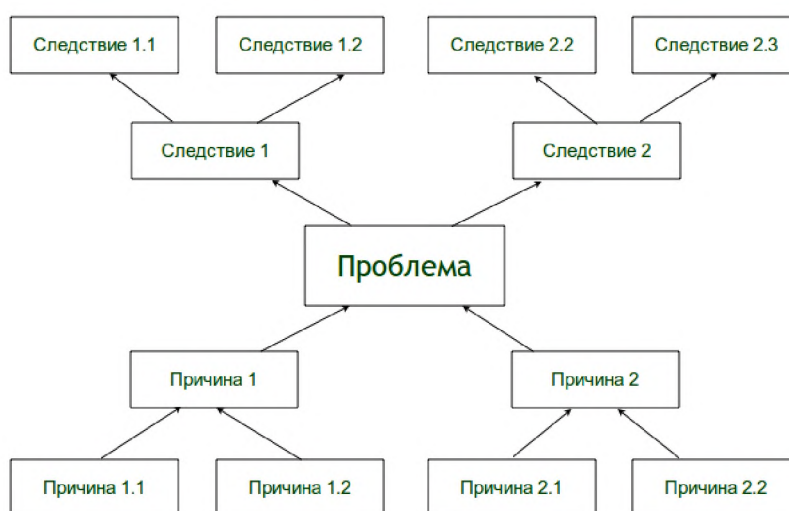 Следствие 1.1
Следствие 1.2
Следствие 2.2
Следствие 2.3
Следствие 1
Следствие 2
Проблема
Причина 1
Причина 2
Причина 1.1
Причина 1.2
Причина 2.1
Причина 2.2